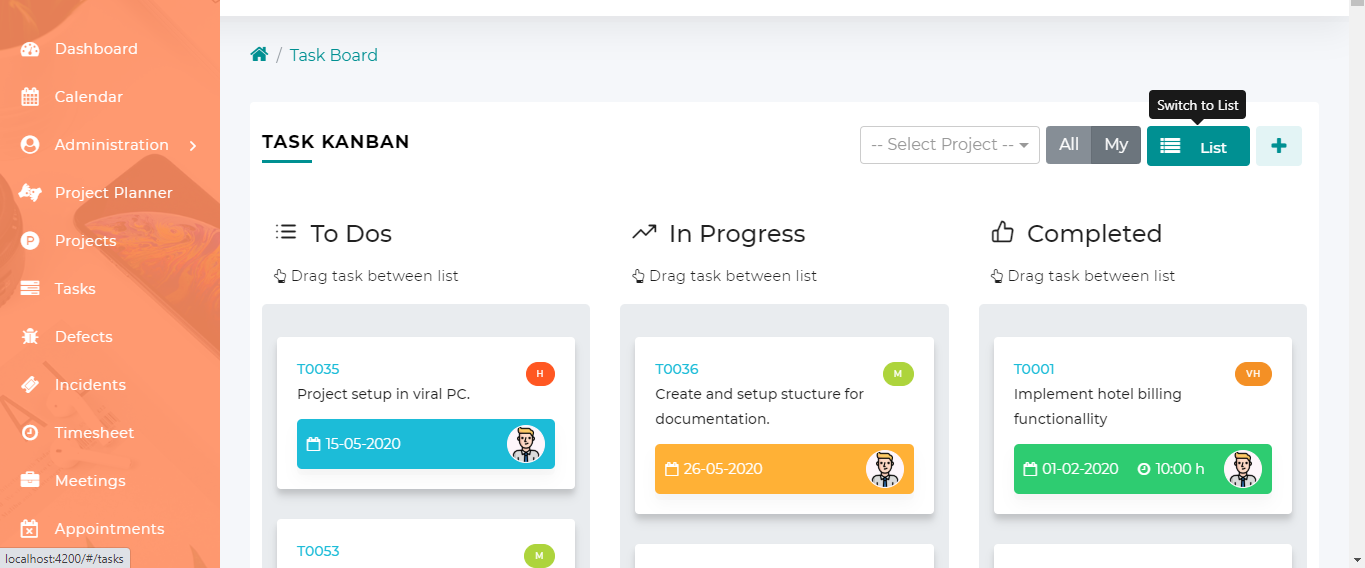 Dashboard
Calendar
Administration
Project Planner
Projects
Tasks
Defects
Incidents
Timesheet
Meetings
Appointments
localhost:4200/#/tasks
/ Task Board
Switch to List
TASK KANBAN
-- Select Project --
All My
List
To Dos
Drag task between list
T0035
H
Project setup in viral PC.
15-05-2020
T0053
M
In Progress
Drag task between list
T0036
M
Create and setup stucture for
documentation.
26-05-2020
Completed
Drag task between list
T0001
VH
Implement hotel billing
functionallity
01-02-2020 10:00 h